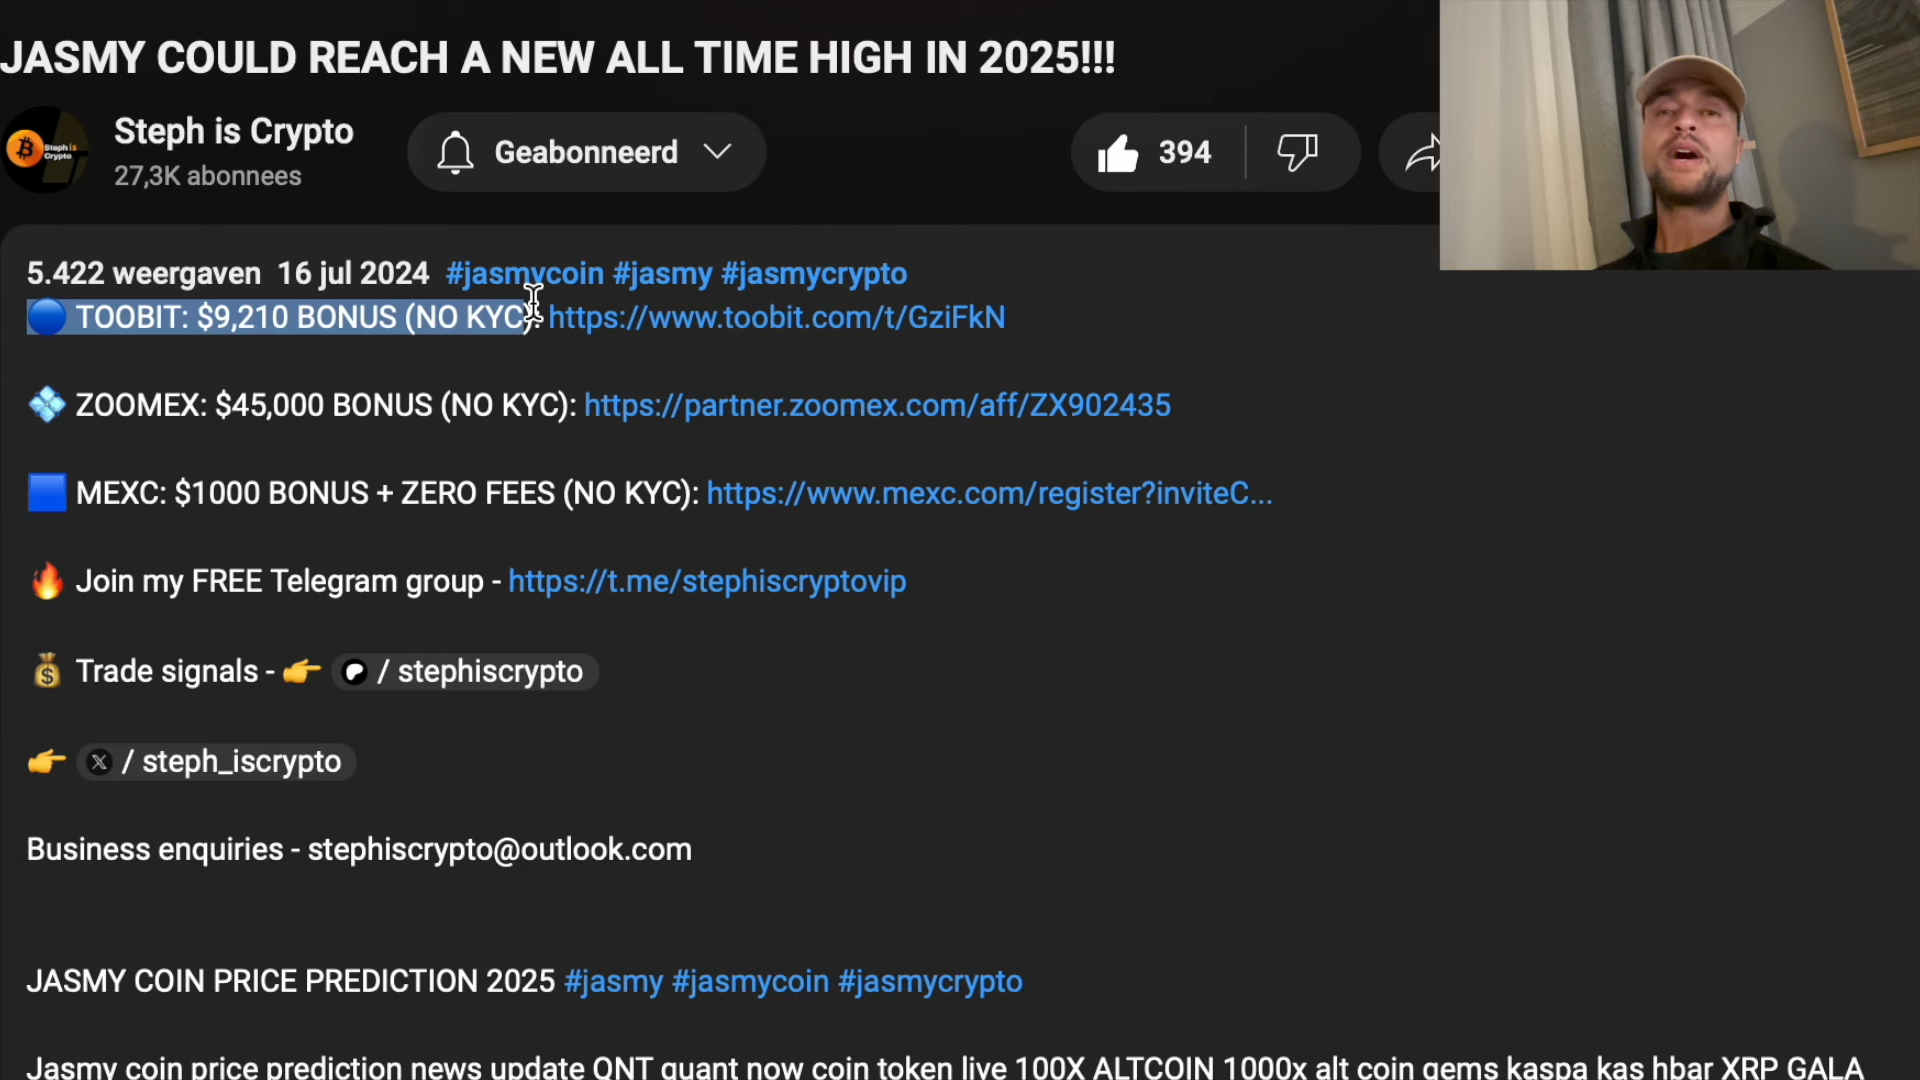 JASMY COULD REACH A NEW ALL TIME HIGH IN 2025!!!
Steph is Crypto
Steph is
Crypto
27,3K abonnees
Geabonneerd
394
5.422 weergaven 16 jul 2024 #jasmycoin #jasmy #jasmycrypto
TOOBIT: $9,210 BONUS (NO KYC): https://www.toobit.com/t/GziFkN
ZOOMEX: $45,000 BONUS (NO KYC): https://partner.zoomex.com/aff/ZX902435
MEXC: $1000 BONUS + ZERO FEES (NO KYC): https://www.mexc.com/register?inviteC...
Join my FREE Telegram group - https://t.me/stephiscryptovip
Trade signals - 👉 / stephiscrypto
👉 X / steph_iscrypto
Business enquiries - stephiscrypto@outlook.com
JASMY COIN PRICE PREDICTION 2025 #jasmy #jasmycoin #jasmycrypto
Jasmy coin price prediction news update QNT quant now coin token live 100X ALTCOIN 1000x alt coin gems kaspa kas hbar XRP GALA